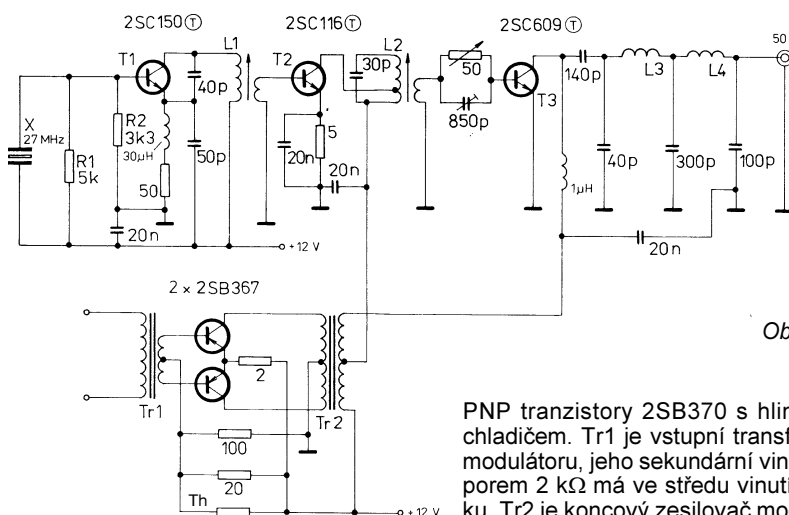 2SC150 Ⓣ
2SC116 Ⓣ
2SC609 Ⓣ
T1
L1
T2
L2
T3
40p
30p
50
850p
140p
L3
L4
50
X
27 MHz
R1
5k
R2
3k3
30µH
50
50p
20n
5
20n
20n
1µH
40p
300p
100p
20n
+12 V
2 x 2SB367
Tr1
2
Tr2
100
20
Th
+12 V
Ob
PNP tranzistory 2SB370 s hlin
chladičem. Tr1 je vstupní transf
modulátoru, jeho sekundární vin
porem 2 kΩ má ve středu vinutí
ku. Tr2 je koncový zesilovač mo